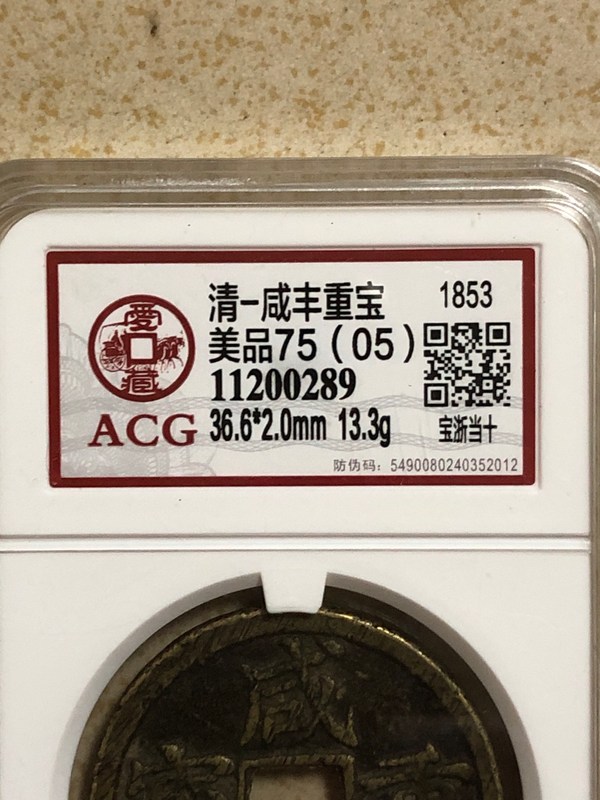 清-咸丰重宝 1853
美品75(05)
11200289
愛藏
ACG 36.6*2.0mm 13.3g 宝浙当十
防伪码：5490080240352012
咸